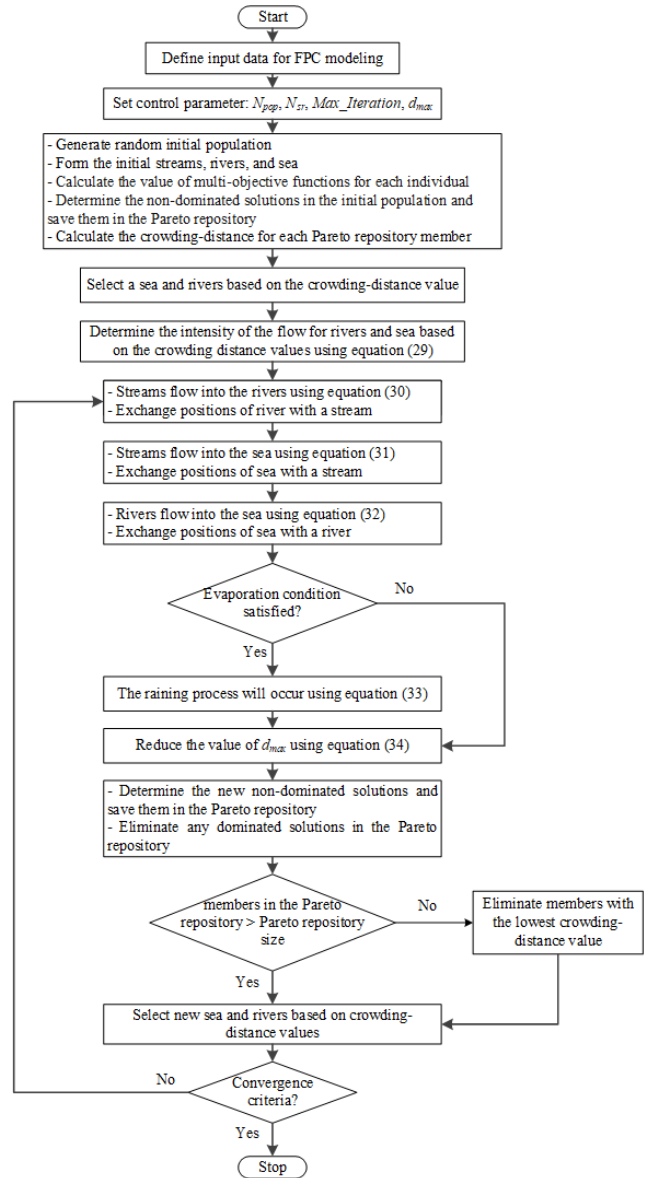 Start
Define input data for FPC modeling
Set control parameter: Npop, Nsr, Max_Iteration, dmax
- Generate random initial population
- Form the initial streams, rivers, and sea
- Calculate the value of multi-objective functions for each individual
- Determine the non-dominated solutions in the initial population and
save them in the Pareto repository
- Calculate the crowding-distance for each Pareto repository member
Select a sea and rivers based on the crowding-distance value
Determine the intensity of the flow for rivers and sea based
on the crowding distance values using equation (29)
- Streams flow into the rivers using equation (30)
- Exchange positions of river with a stream
- Streams flow into the sea using equation (31)
- Exchange positions of sea with a stream
- Rivers flow into the sea using equation (32)
- Exchange positions of sea with a river
Evaporation condition
satisfied?
No
Yes
The raining process will occur using equation (33)
Reduce the value of dmax using equation (34)
- Determine the new non-dominated solutions and
save them in the Pareto repository
- Eliminate any dominated solutions in the Pareto
repository
members in the Pareto
repository > Pareto repository
size
No
Eliminate members with
the lowest crowding-
distance value
Yes
Select new sea and rivers based on crowding-
distance values
No
Convergence
criteria?
Yes
Stop